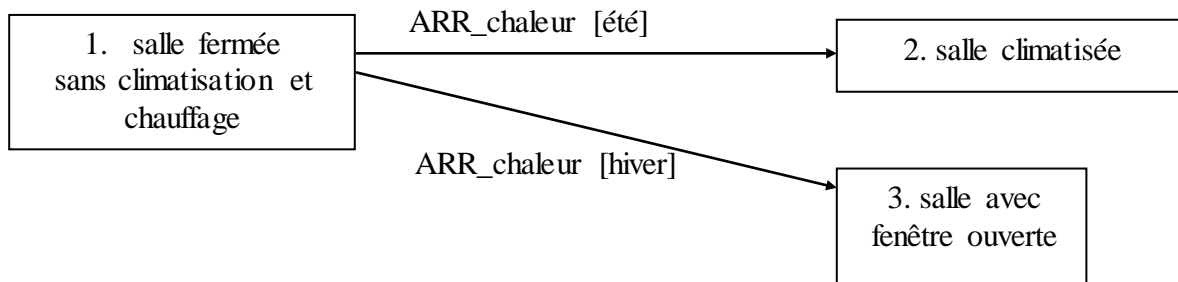 ARR_chaleur [été]
1. salle fermée
sans climatisation et
chauffage
2. salle climatisée
ARR_chaleur [hiver]
3. salle avec
fenêtre ouverte